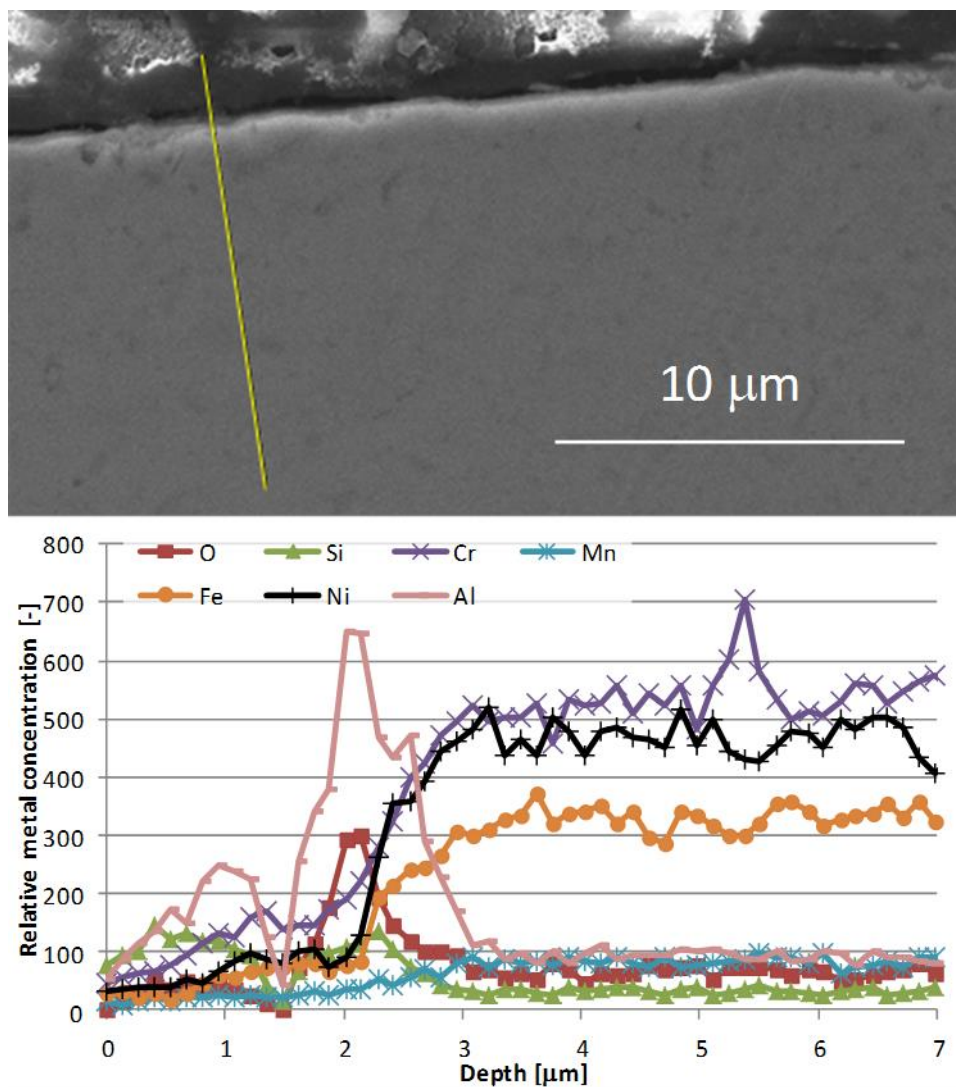 10 μm
800
700
600
500
400
300
200
100
0
Relative metal concentration [-]
O Si Cr Mn
Fe Ni Al
0 1 2 3 4 5 6 7
Depth [μm]